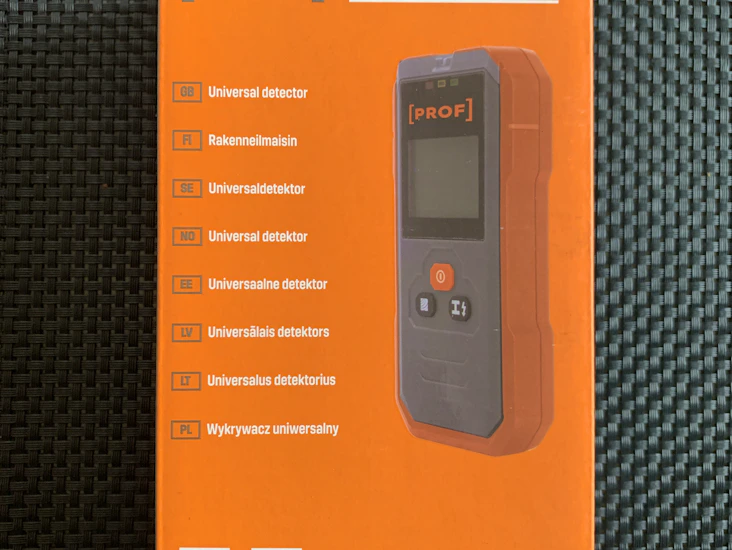 GB Universal detector
FI Rakenneilmaisin
SE Universaldetektor
NO Universal detektor
EE Universaalne detektor
LV Universãlais detektors
LT Universalus detektorius
PL Wykrywacz uniwersalny
[PROF]